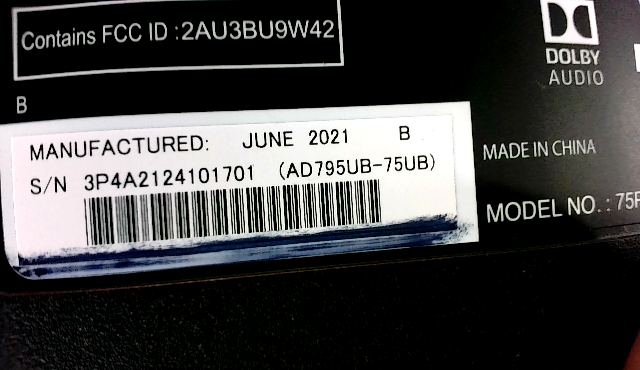 Contains FCC ID :2AU3BU9W42
DOLBY
AUDIO
B
MANUFACTURED: JUNE 2021 B
S/N 3P4A2124101701 (AD795UB-75UB)
MADE IN CHINA
MODEL NO. :